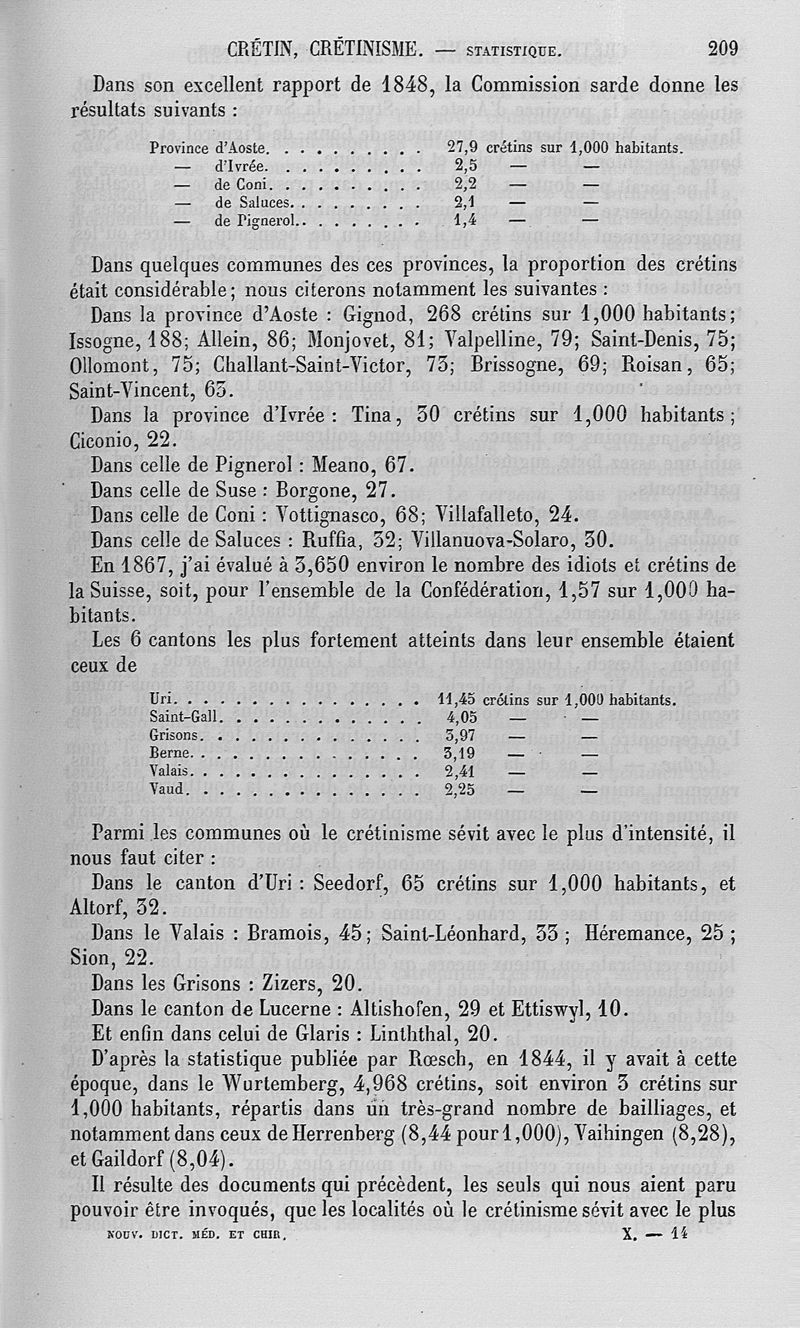 CRÉTIN, CRÉTINISME. — STATISTIQUE. 209
Dans son excellent rapport de 1848, la Commission sarde donne les
résultats suivants :
Province d'Aoste. . . . . . . . . . 27,9 crétins sur 1,000 habitants.
— d'Ivrée. . . . . . . . . . 2,5 — —
— de Coni. . . . . . . . . . 2,2 — —
— de Saluces. . . . . . . . . 2,1 — —
— de Pignerol. . . . . . . . . 1,4 — —
Dans quelques communes des ces provinces, la proportion des crétins
était considérable; nous citerons notamment les suivantes :
Dans la province d'Aoste : Gignod, 268 crétins sur 1,000 habitants;
Issogne, 188; Allein, 86; Monjovet, 81; Valpelline, 79; Saint-Denis, 75;
Ollomont, 75; Challant-Saint-Victor, 73; Brissogne, 69; Roisan, 65;
Saint-Vincent, 63.
Dans la province d'Ivrée : Tina, 30 crétins sur 1,000 habitants;
Ciconio, 22.
Dans celle de Pignerol : Meano, 67.
Dans celle de Suse : Borgone, 27.
Dans celle de Coni : Vottignasco, 68; Villafalleto, 24.
Dans celle de Saluces : Ruffia, 32; Villanuova-Solaro, 30.
En 1867, j'ai évalué à 3,650 environ le nombre des idiots et crétins de
la Suisse, soit, pour l'ensemble de la Confédération, 1,57 sur 1,000 ha-
bitants.
Les 6 cantons les plus fortement atteints dans leur ensemble étaient
ceux de
Uri. . . . . . . . . . . . . . . . 11,45 crétins sur 1,000 habitants.
Saint-Gall. . . . . . . . . . . . . 4,05 — —
Grisons. . . . . . . . . . . . . . 3,97 — —
Berne. . . . . . . . . . . . . . . 3,19 — —
Valais. . . . . . . . . . . . . . . 2,41 — —
Vaud. . . . . . . . . . . . . . . 2,25 — —
Parmi les communes où le crétinisme sévit avec le plus d'intensité, il
nous faut citer :
Dans le canton d'Uri : Seedorf, 65 crétins sur 1,000 habitants, et
Altorf, 32.
Dans le Valais : Bramois, 45; Saint-Léonhard, 33; Héremance, 25;
Sion, 22.
Dans les Grisons : Zizers, 20.
Dans le canton de Lucerne : Altishofen, 29 et Ettiswyl, 10.
Et enfin dans celui de Glaris : Linththal, 20.
D'après la statistique publiée par Rœsch, en 1844, il y avait à cette
époque, dans le Wurtemberg, 4,968 crétins, soit environ 3 crétins sur
1,000 habitants, répartis dans un très-grand nombre de bailliages, et
notamment dans ceux de Herrenberg (8,44 pour 1,000), Vaihingen (8,28),
et Gaildorf (8,04).
Il résulte des documents qui précèdent, les seuls qui nous aient paru
pouvoir être invoqués, que les localités où le crétinisme sévit avec le plus
NOUV. DICT. MÉD. ET CHIR. X. — 14